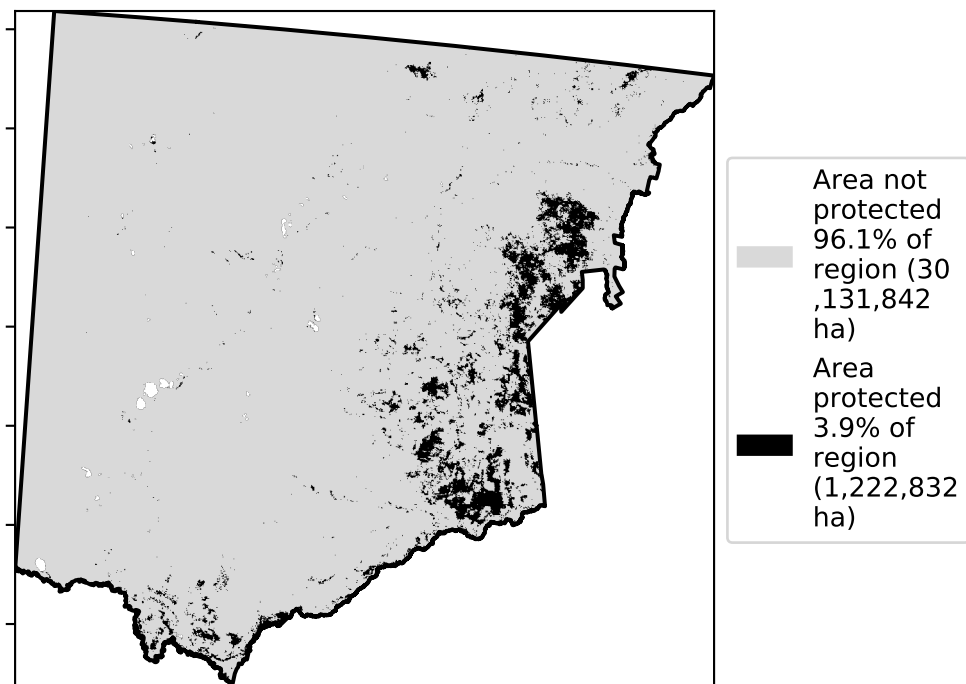 Area not
protected
96.1% of
region (30
,131,842
ha)
Area
protected
3.9% of
region
(1,222,832
ha)